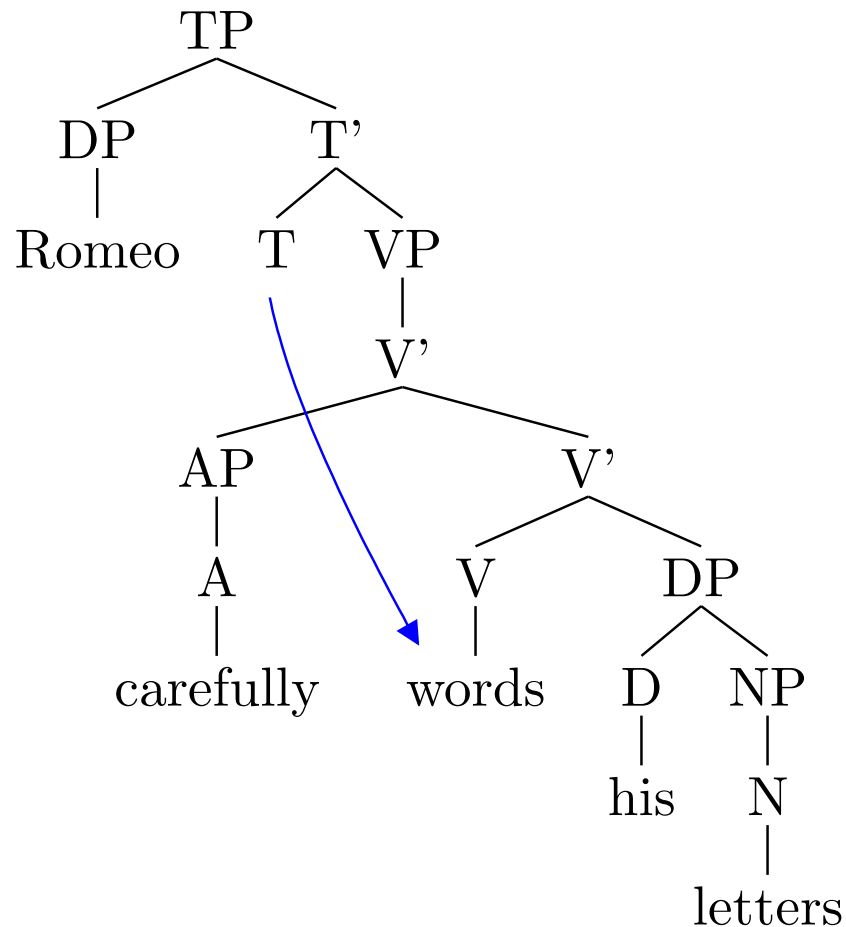 TP
DP T’
Romeo T VP
V’
AP V’
A V DP
carefully words D NP
his N
letters